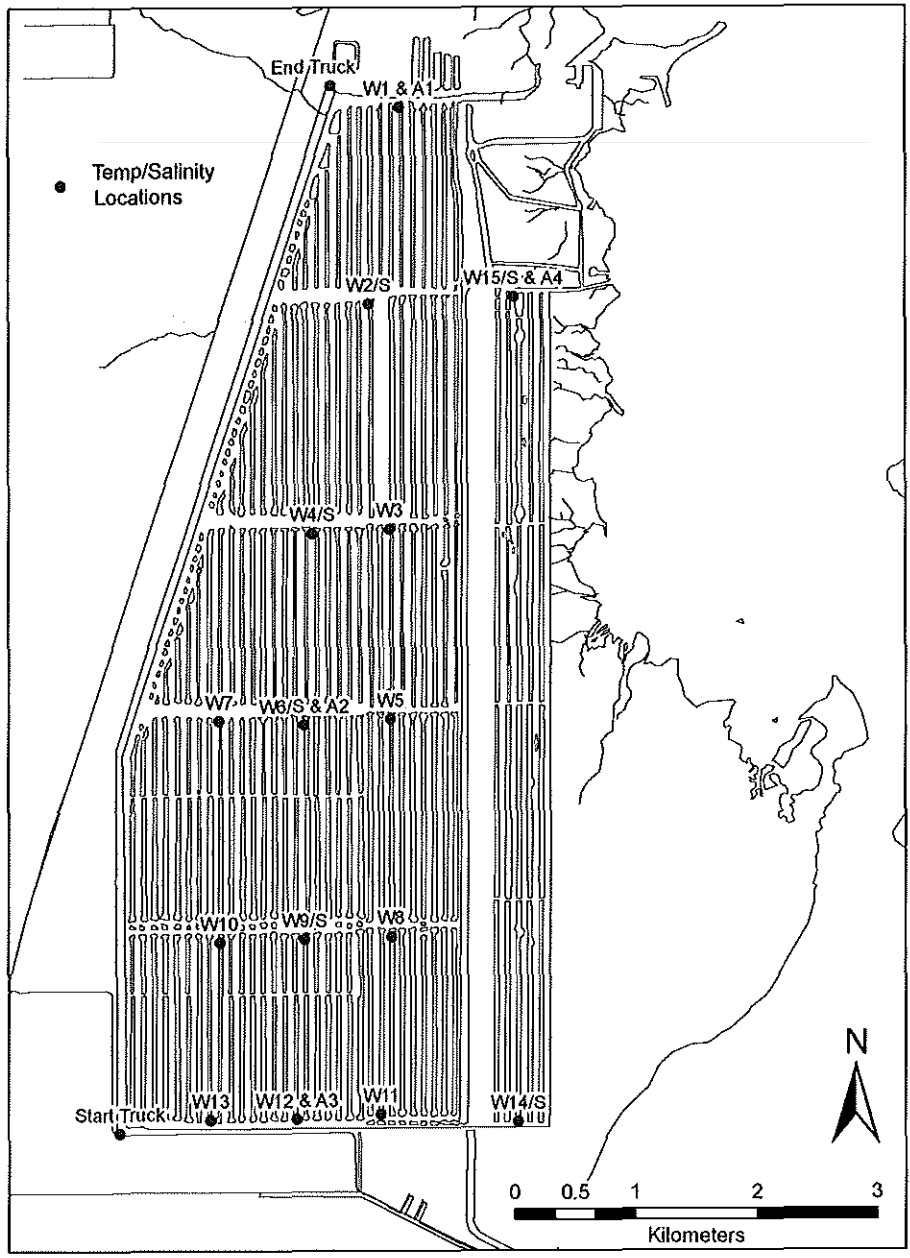 End Truck
W1 & A1
Temp/Salinity
Locations
W2/S
W15/S & A4
W4/S
W3
W7
W6/S & A2
W5
W10
W9/S
W8
N
Start Truck
W13
W12 & A3
W11
W14/S
0 0.5 1 2 3
Kilometers